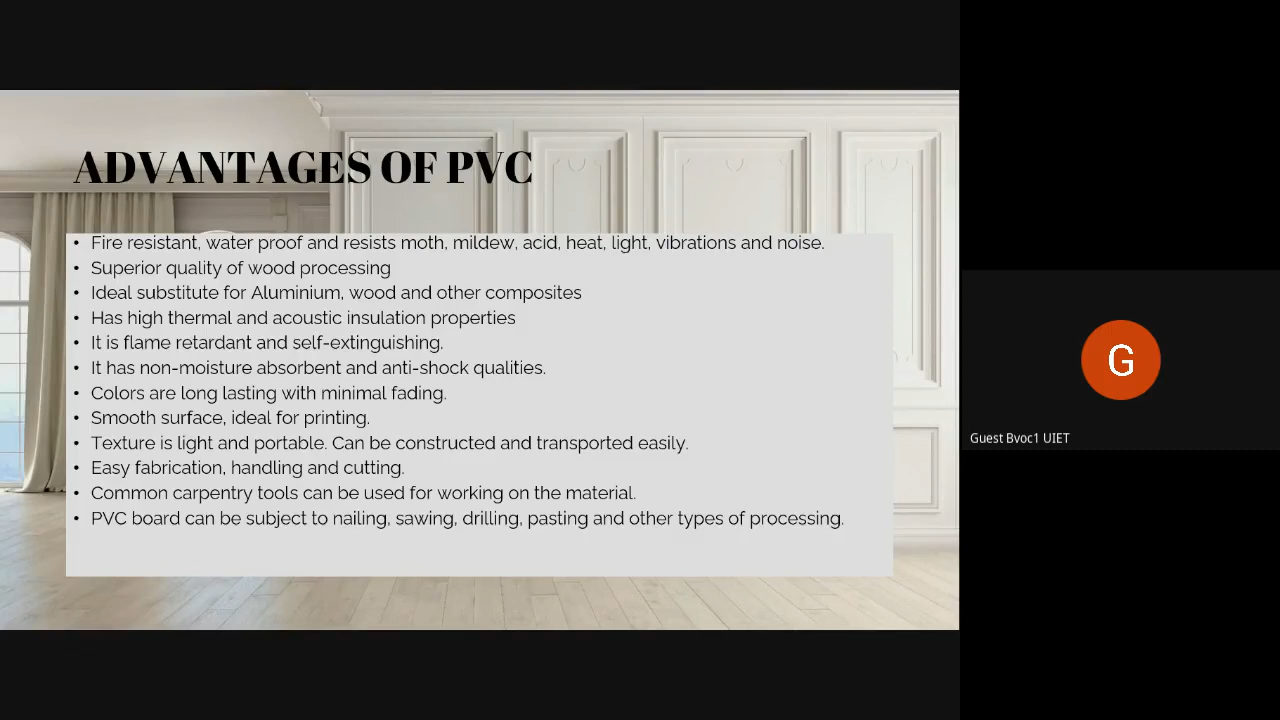 ADVANTAGES OF PVC
• Fire resistant, water proof and resists moth, mildew, acid, heat, light, vibrations and noise.
• Superior quality of wood processing
• Ideal substitute for Aluminium, wood and other composites
• Has high thermal and acoustic insulation properties
• It is flame retardant and self-extinguishing.
• It has non-moisture absorbent and anti-shock qualities.
• Colors are long lasting with minimal fading.
• Smooth surface, ideal for printing.
• Texture is light and portable. Can be constructed and transported easily.
• Easy fabrication, handling and cutting.
• Common carpentry tools can be used for working on the material.
• PVC board can be subject to nailing, sawing, drilling, pasting and other types of processing.
G
Guest Bvoc1 UIET